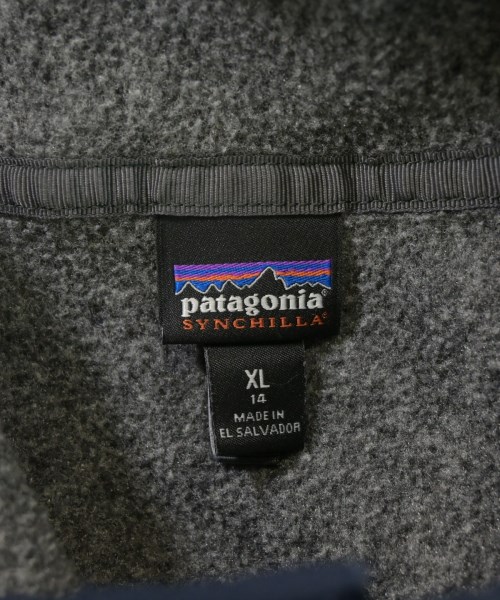 patagonia®
SYNCHILLA®
XL
14
MADE IN
EL SALVADOR